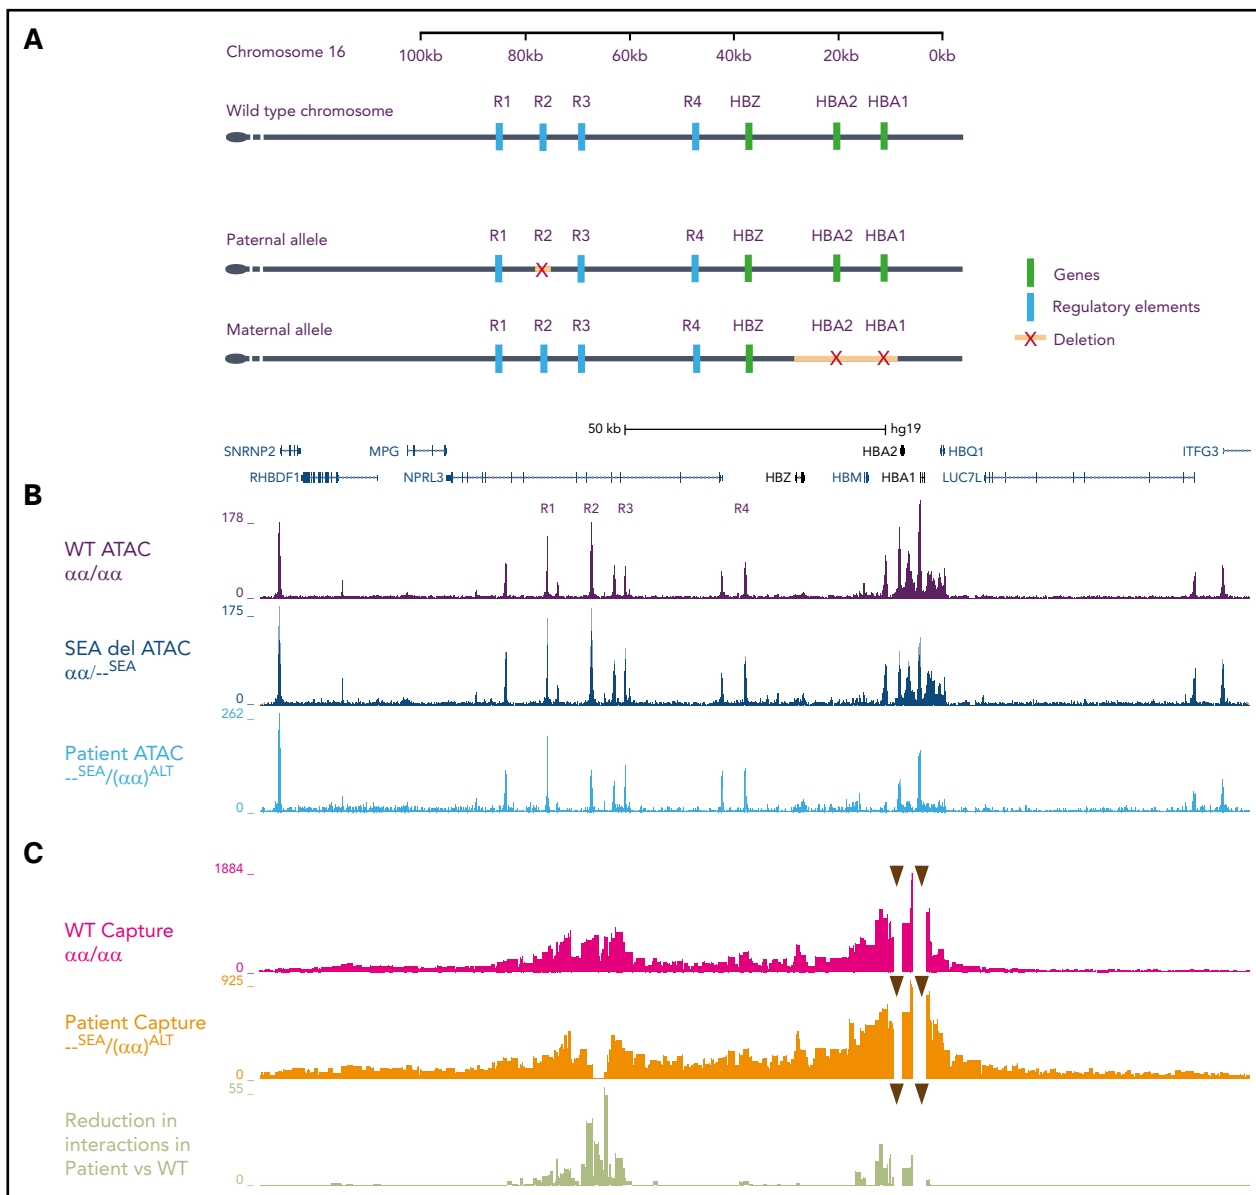 A
Chromosome 16
100kb 80kb 60kb 40kb 20kb 0kb
R1 R2 R3 R4 HBZ HBA2 HBA1
Wild type chromosome
R1 R2 R3 R4 HBZ HBA2 HBA1
Paternal allele
X
Genes
Regulatory elements
X Deletion
R1 R2 R3 R4 HBZ HBA2 HBA1
Maternal allele
X X
50 kb hg19
SNRNP2 MPG HBA2 HBQ1 ITFG3
RHBDF1 NPRL3 HBZ HBM HBA1 LUC7L
B
R1 R2 R3 R4
178
WT ATAC
αα/αα
0
175
SEA del ATAC
αα/--SEA
0
262
Patient ATAC
--SEA/(αα)ALT
0
C
1884
WT Capture
αα/αα
0
925
Patient Capture
--SEA/(αα)ALT
0
55
Reduction in
interactions in
Patient vs WT
0